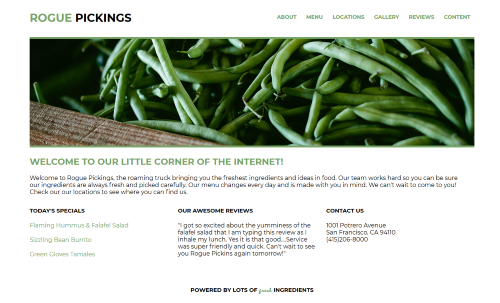 ROGUE PICKINGS
ABOUT MENU LOCATIONS GALLERY REVIEWS CONTENT
WELCOME TO OUR LITTLE CORNER OF THE INTERNET!
Welcome to Rogue Pickings, the roaming truck bringing you the freshest ingredients and ideas in food. Our team works hard so you can be sure
our ingredients are always fresh and picked carefully. Our menu changes every day and is made with you in mind. We can't wait to come to you!
Check our our locations to see where you can find us.
TODAY'S SPECIALS
Flaming Hummus & Falafel Salad
Sizzling Bean Burrito
Green Gloves Tamales
OUR AWESOME REVIEWS
"I got so excited about the yumminess of the
falafel salad that I am typing this review as I
inhale my lunch. Yes it is that good...Service
was super friendly and quick. Can't wait to see
you Rogue Pickings again tomorrow!"
CONTACT US
1001 Potrero Avenue
San Francisco, CA 94110
(415)206-8000
POWERED BY LOTS OF fresh INGREDIENTS